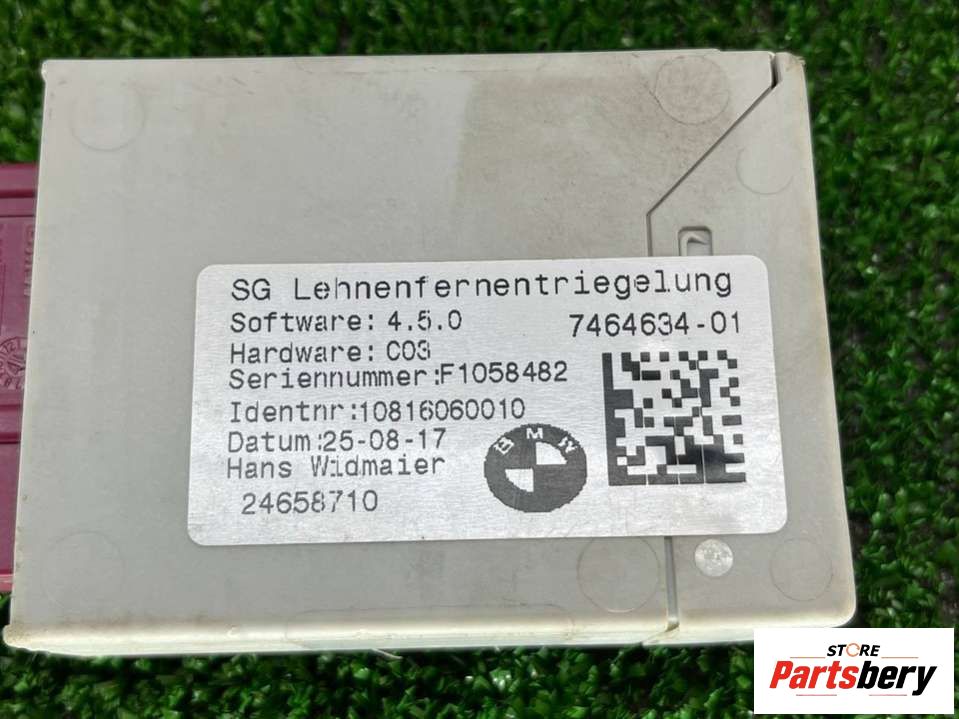 SG Lehnenfernentriegelung
Software: 4.5.0 7464634-01
Hardware: C03
Seriennummer:F1058482
Identnr:10816060010
Datum:25-08-17
Hans Widmaier
24658710
BMW
STORE
Partsbery